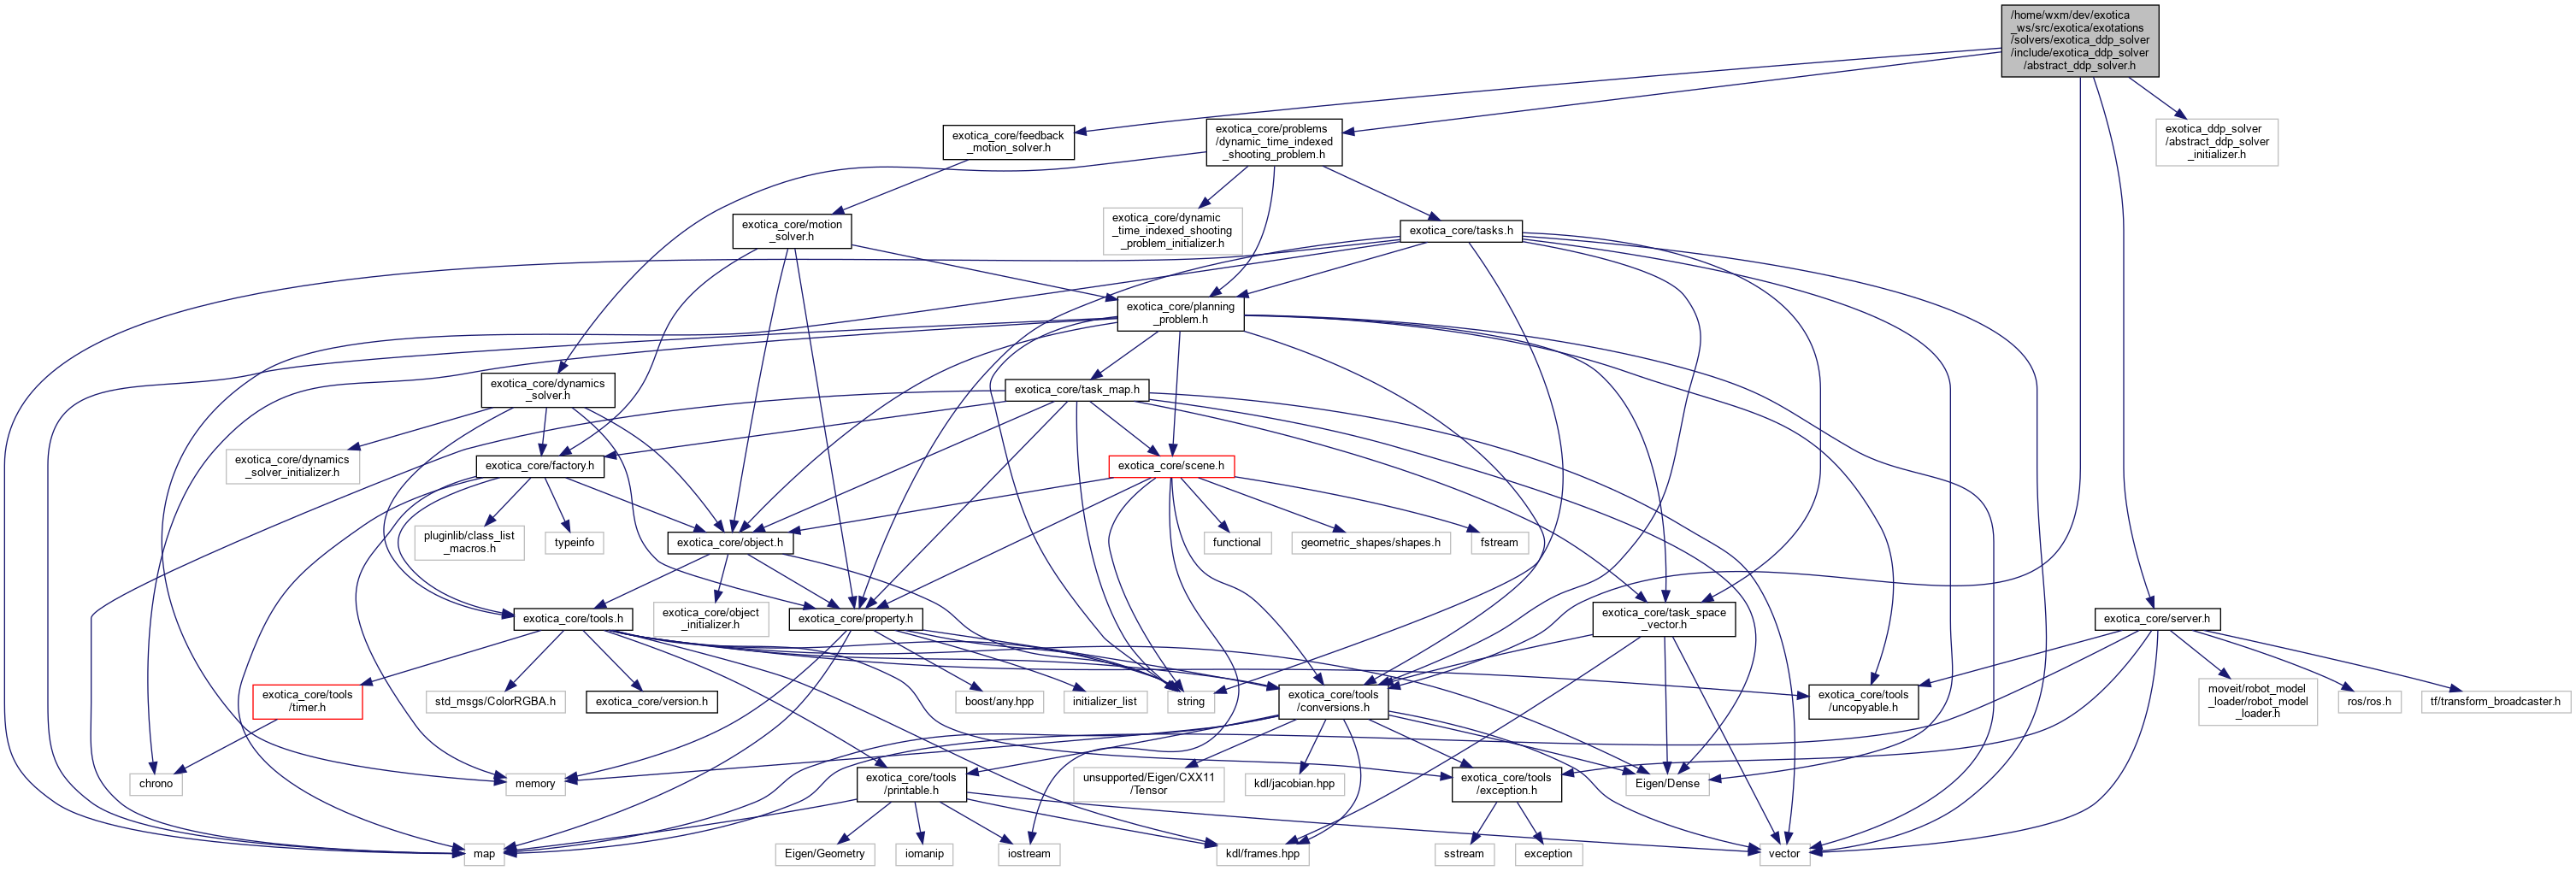 /home/wxm/dev/exotica
_ws/src/exotica/exotations
/solvers/exotica_ddp_solver
/include/exotica_ddp_solver
/abstract_ddp_solver.h
exotica_core/feedback
_motion_solver.h
exotica_core/problems
/dynamic_time_indexed
_shooting_problem.h
exotica_ddp_solver
/abstract_ddp_solver
_initializer.h
exotica_core/motion
_solver.h
exotica_core/dynamic
_time_indexed_shooting
_problem_initializer.h
exotica_core/tasks.h
exotica_core/planning
_problem.h
exotica_core/dynamics
_solver.h
exotica_core/task_map.h
exotica_core/dynamics
_solver_initializer.h
exotica_core/factory.h
exotica_core/scene.h
pluginlib/class_list
_macros.h
typeinfo
exotica_core/object.h
functional
geometric_shapes/shapes.h
fstream
exotica_core/tools.h
exotica_core/object
_initializer.h
exotica_core/property.h
exotica_core/task_space
_vector.h
exotica_core/server.h
exotica_core/tools
/timer.h
std_msgs/ColorRGBA.h
exotica_core/version.h
boost/any.hpp
initializer_list
string
exotica_core/tools
/conversions.h
exotica_core/tools
/uncopyable.h
moveit/robot_model
_loader/robot_model
_loader.h
ros/ros.h
tf/transform_broadcaster.h
chrono
memory
exotica_core/tools
/printable.h
unsupported/Eigen/CXX11
/Tensor
kdl/jacobian.hpp
exotica_core/tools
/exception.h
Eigen/Dense
map
Eigen/Geometry
iomanip
iostream
kdl/frames.hpp
sstream
exception
vector